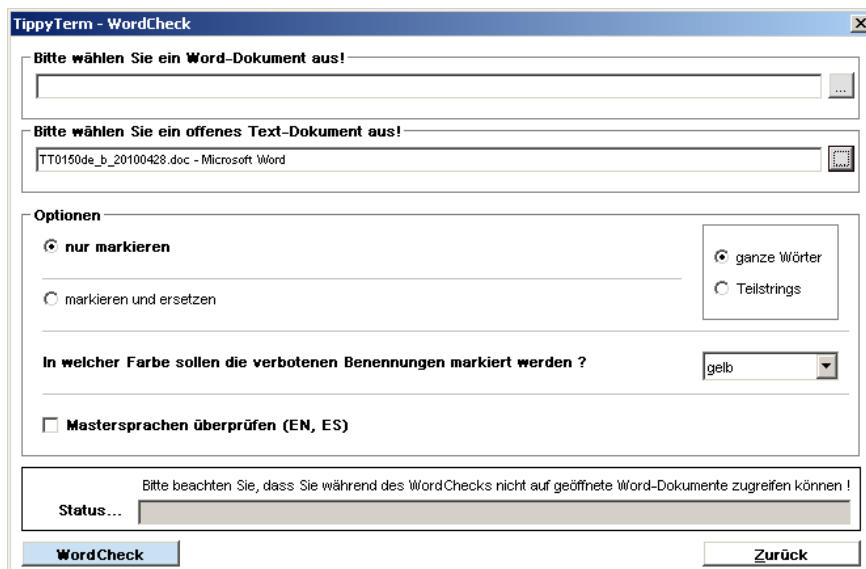 TippyTerm - WordCheck
Bitte wählen Sie ein Word-Dokument aus!
...
Bitte wählen Sie ein offenes Text-Dokument aus!
TT0150de_b_20100428.doc - Microsoft Word
...
Optionen
nur markieren
ganze Wörter
Teilstrings
markieren und ersetzen
In welcher Farbe sollen die verbotenen Benennungen markiert werden ?
gelb
Mastersprachen überprüfen (EN, ES)
Bitte beachten Sie, dass Sie während des WordChecks nicht auf geöffnete Word-Dokumente zugreifen können !
Status...
WordCheck
Zurück